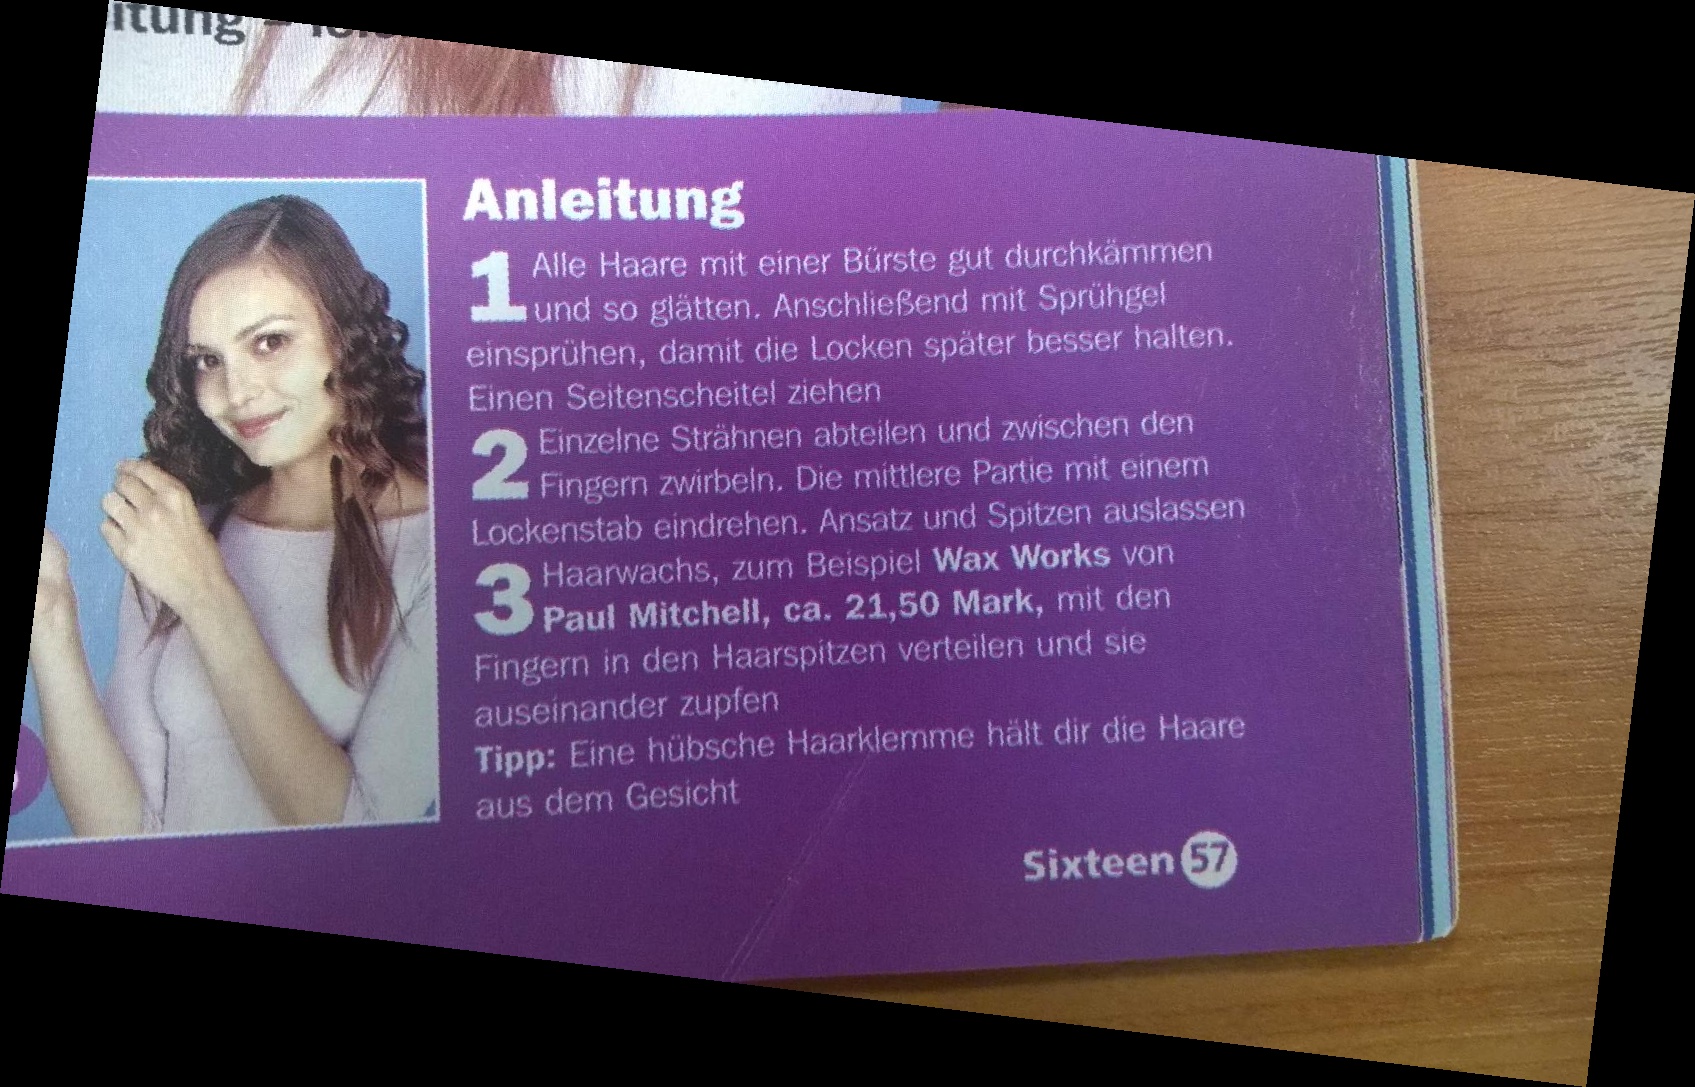 itung -
Anleitung
1 Alle Haare mit einer Bürste gut durchkämmen
und so glätten. Anschließend mit Sprühgel
einsprühen, damit die Locken später besser halten.
Einen Seitenscheitel ziehen
2 Einzelne Strähnen abteilen und zwischen den
Fingern zwirbeln. Die mittlere Partie mit einem
Lockenstab eindrehen. Ansatz und Spitzen auslassen
3 Haarwachs, zum Beispiel Wax Works von
Paul Mitchell, ca. 21,50 Mark, mit den
Fingern in den Haarspitzen verteilen und sie
auseinander zupfen
Tipp: Eine hübsche Haarklemme hält dir die Haare
aus dem Gesicht
Sixteen 57